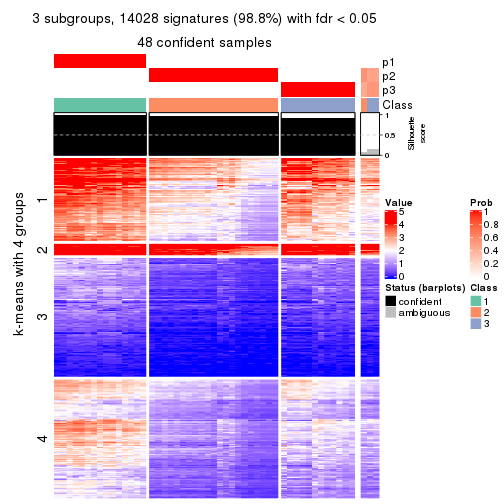 3 subgroups, 14028 signatures (98.8%) with fdr < 0.05
48 confident samples
p1
p2
p3
Class
1
0.5
0
Silhouette
score
k-means with 4 groups
1
2
3
4
Value
5
4
3
2
1
0
Prob
1
0.8
0.6
0.4
0.2
0
Status (barplots)
confident
ambiguous
Class
1
2
3